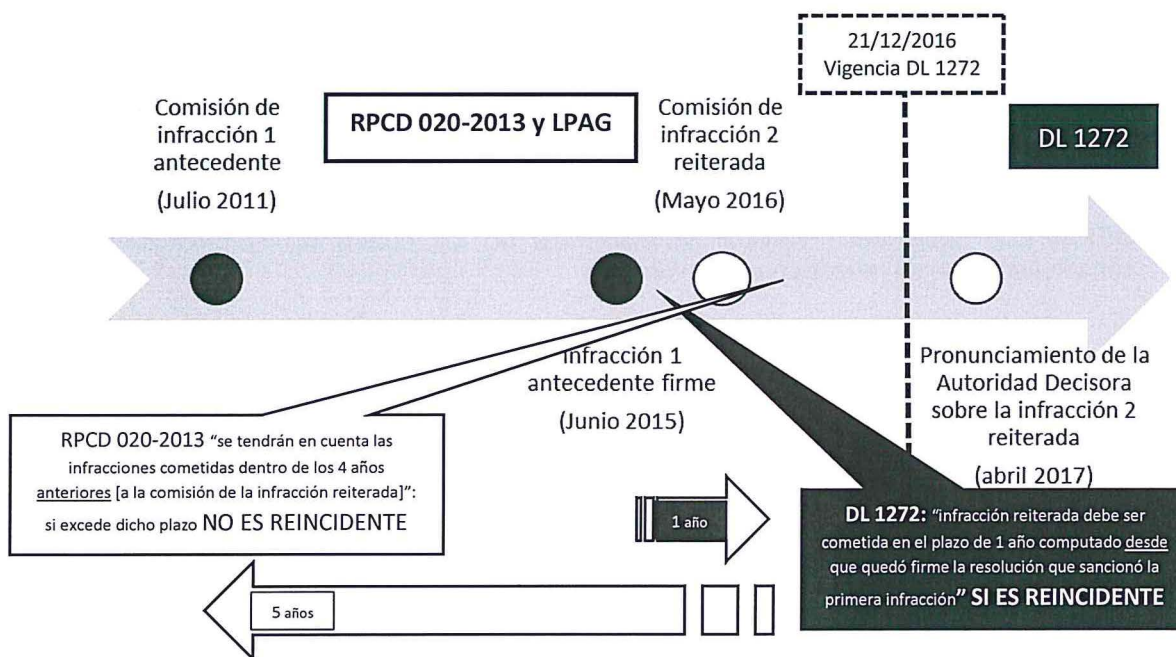 21/12/2016
Vigencia DL 1272
Comisión de
infracción 1
antecedente
(Julio 2011)
RPCD 020-2013 y LPAG
Comisión de
infracción 2
reiterada
(Mayo 2016)
DL 1272
Infracción 1
antecedente firme
(Junio 2015)
Pronunciamiento de la
Autoridad Decisora
sobre la infracción 2
reiterada
(abril 2017)
RPCD 020-2013 “se tendrán en cuenta las
infracciones cometidas dentro de los 4 años
anteriores [a la comisión de la infracción reiterada]”:
si excede dicho plazo NO ES REINCIDENTE
1 año
DL 1272: “infracción reiterada debe ser
cometida en el plazo de 1 año computado desde
que quedó firme la resolución que sancionó la
primera infracción” SI ES REINCIDENTE
5 años